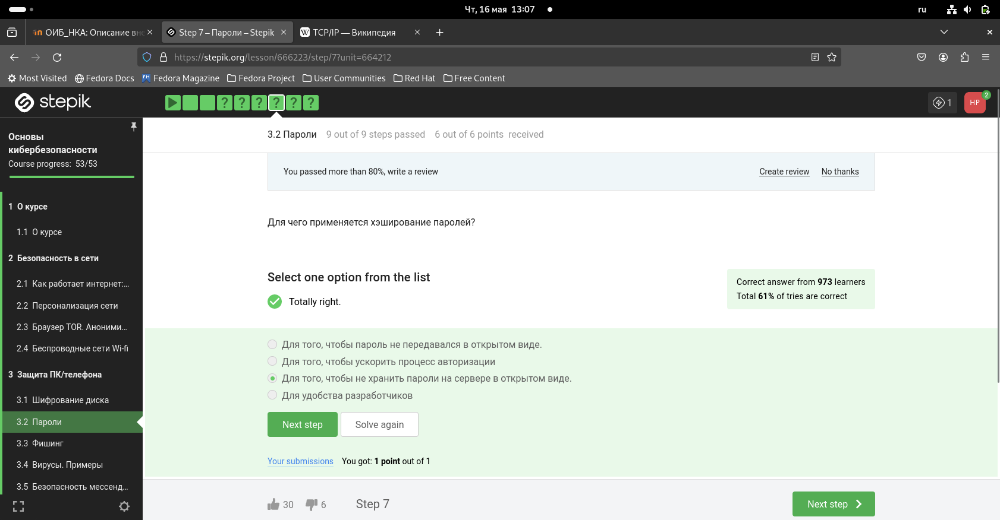 Чт, 16 мая 13:07
ru
ОИБ_НКА: Описание вне
Step 7 – Пароли – Stepik
TCP/IP — Википедия
https://stepik.org/lesson/666223/step/7?unit=664212
Most Visited
Fedora Docs
Fedora Magazine
Fedora Project
User Communities
Red Hat
Free Content
stepik
? ? ? ? ? ?
1
HP
2
Основы
кибербезопасности
Course progress: 53/53
1 О курсе
1.1 О курсе
2 Безопасность в сети
2.1 Как работает интернет:...
2.2 Персонализация сети
2.3 Браузер TOR. Аноними...
2.4 Беспроводные сети Wi-fi
3 Защита ПК/телефона
3.1 Шифрование диска
3.2 Пароли
3.3 Фишинг
3.4 Вирусы. Примеры
3.5 Безопасность мессенд...
3.2 Пароли 9 out of 9 steps passed 6 out of 6 points received
You passed more than 80%, write a review
Create review
No thanks
Для чего применяется хэширование паролей?
Select one option from the list
Totally right.
Correct answer from 973 learners
Total 61% of tries are correct
Для того, чтобы пароль не передавался в открытом виде.
Для того, чтобы ускорить процесс авторизации
Для того, чтобы не хранить пароли на сервере в открытом виде.
Для удобства разработчиков
Next step
Solve again
Your submissions You got: 1 point out of 1
30
6
Step 7
Next step